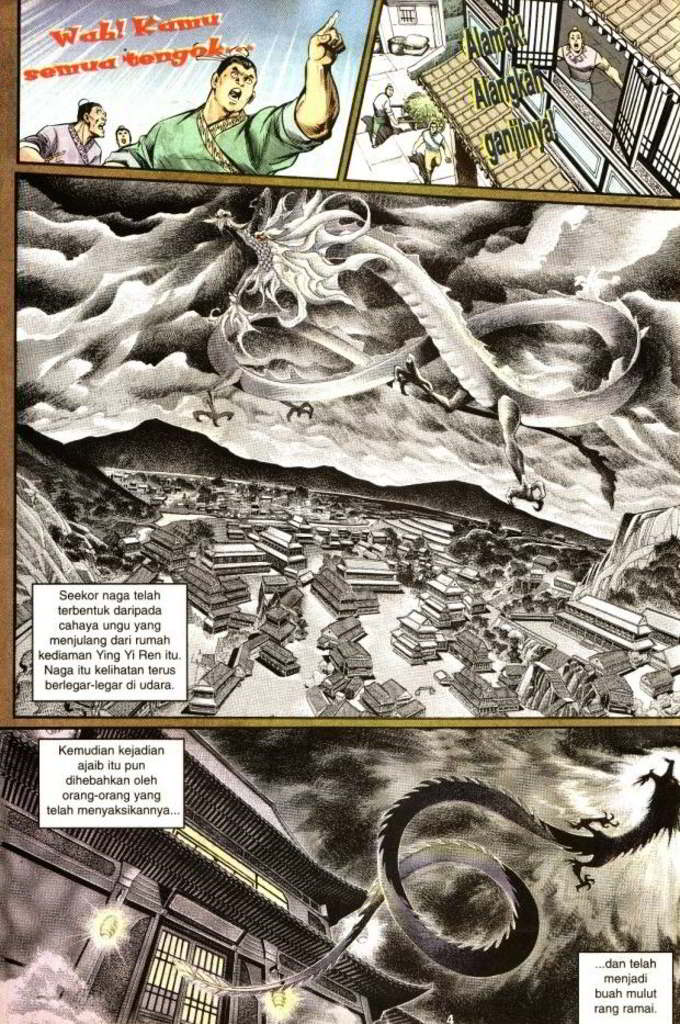 Wah! Kamu
semua tengok...
Alamak!
Alangkah
ganjilnya!
Seekor naga telah
terbentuk daripada
cahaya ungu yang
menjulang dari rumah
kediaman Ying Yi Ren itu.
Naga itu kelihatan terus
berlegar-legar di udara.
Kemudian kejadian
ajaib itu pun
dihebahkan oleh
orang-orang yang
telah menyaksikannya...
...dan telah
menjadi
buah mulut
rang ramai.
4